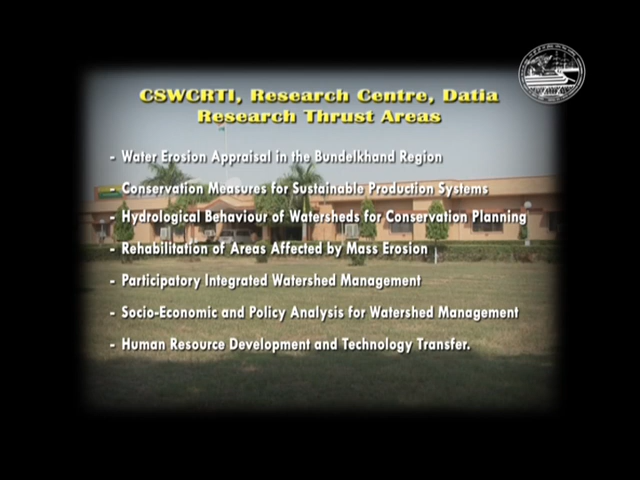 CSWCRTI, Research Centre, Datia
Research Thrust Areas
- Water Erosion Appraisal in the Bundelkhand Region
- Conservation Measures for Sustainable Production Systems
- Hydrological Behaviour of Watersheds for Conservation Planning
- Rehabilitation of Areas Affected by Mass Erosion
- Participatory Integrated Watershed Management
- Socio-Economic and Policy Analysis for Watershed Management
- Human Resource Development and Technology Transfer.